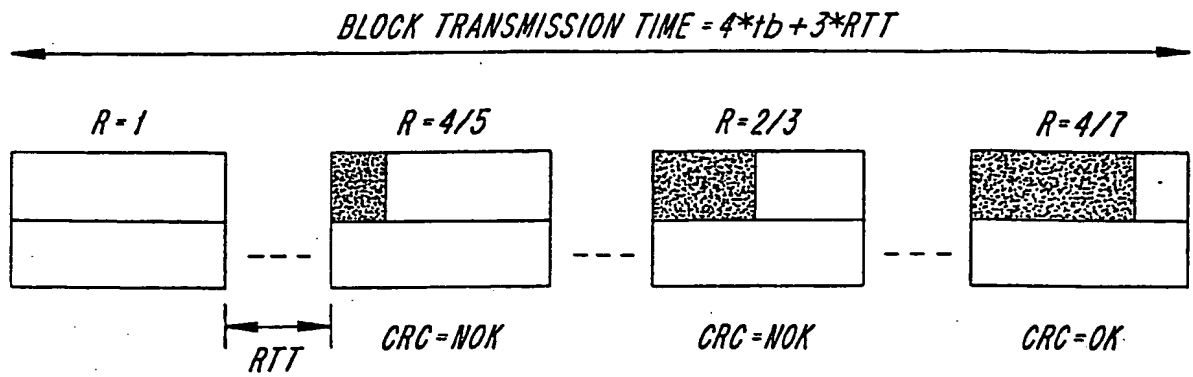 BLOCK TRANSMISSION TIME = 4*tb + 3*RTT
R = 1
R = 4/5
R = 2/3
R = 4/7
RTT
CRC = NOK
CRC = NOK
CRC = OK